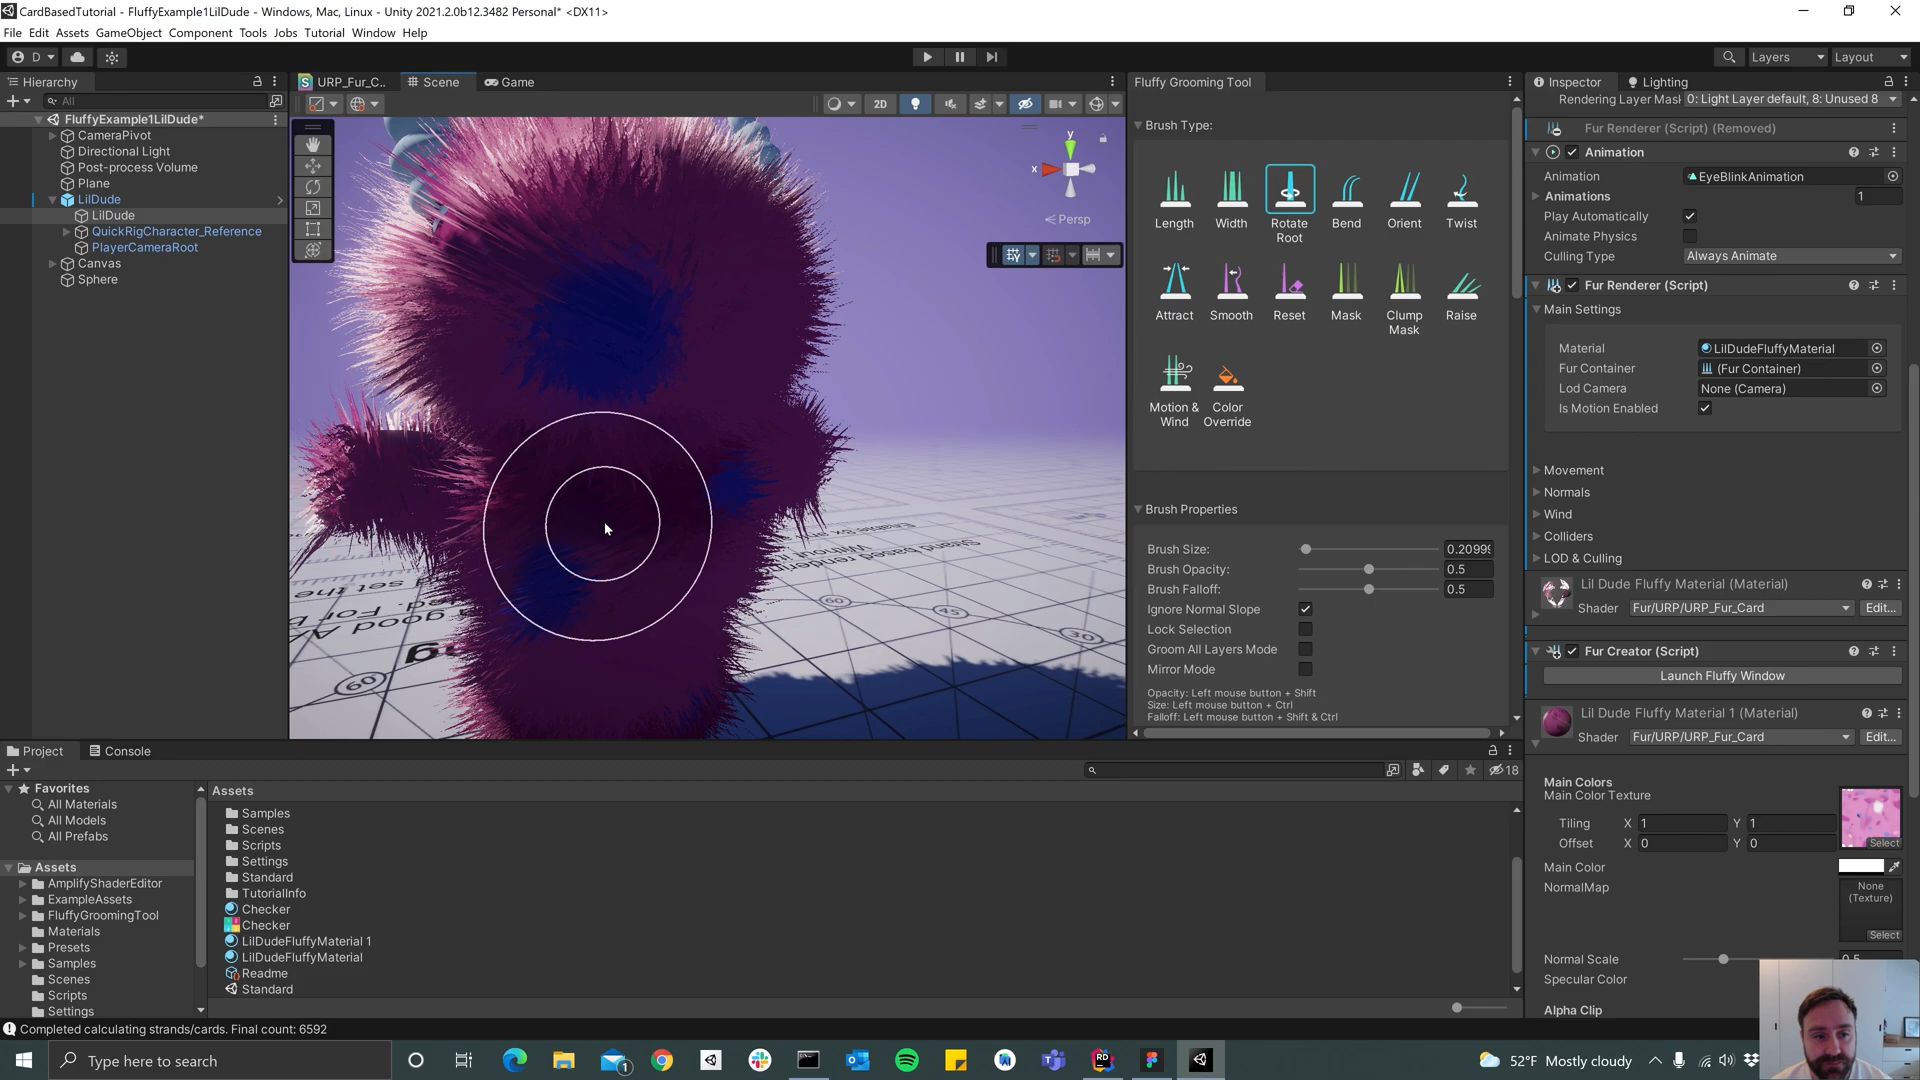 CardBasedTutorial - FluffyExample1LilDude - Windows, Mac, Linux - Unity 2021.2.0b12.3482 Personal* <DX11>
File Edit Assets GameObject Component Tools Jobs Tutorial Window Help
D
Layers
Layout
Hierarchy
All
FluffyExample1LilDude*
CameraPivot
Directional Light
Post-process Volume
Plane
LilDude
LilDude
QuickRigCharacter_Reference
PlayerCameraRoot
Canvas
Sphere
URP_Fur_C..
Scene
Game
2D
y
x
Persp
60
45
30
Fluffy Grooming Tool
Brush Type:
Length
Width
Rotate Root
Bend
Orient
Twist
Attract
Smooth
Reset
Mask
Clump Mask
Raise
Motion & Wind
Color Override
Brush Properties
Brush Size: 0.20999
Brush Opacity: 0.5
Brush Falloff: 0.5
Ignore Normal Slope
Lock Selection
Groom All Layers Mode
Mirror Mode
Opacity: Left mouse button + Shift
Size: Left mouse button + Ctrl
Falloff: Left mouse button + Shift & Ctrl
Inspector
Lighting
Rendering Layer Mask 0: Light Layer default, 8: Unused 8
Fur Renderer (Script) (Removed)
Animation
Animation EyeBlinkAnimation
Animations 1
Play Automatically
Animate Physics
Culling Type Always Animate
Fur Renderer (Script)
Main Settings
Material LilDudeFluffyMaterial
Fur Container (Fur Container)
Lod Camera None (Camera)
Is Motion Enabled
Movement
Normals
Wind
Colliders
LOD & Culling
Lil Dude Fluffy Material (Material)
Shader Fur/URP/URP_Fur_Card Edit...
Fur Creator (Script)
Launch Fluffy Window
Lil Dude Fluffy Material 1 (Material)
Shader Fur/URP/URP_Fur_Card Edit...
Main Colors
Main Color Texture
Tiling X 1 Y 1
Offset X 0 Y 0
Select
Main Color
NormalMap
None (Texture)
Select
Normal Scale 0.5
Specular Color
Alpha Clip
Project
Console
18
Favorites
All Materials
All Models
All Prefabs
Assets
AmplifyShaderEditor
ExampleAssets
FluffyGroomingTool
Materials
Presets
Samples
Scenes
Scripts
Settings
Assets
Samples
Scenes
Scripts
Settings
Standard
TutorialInfo
Checker
Checker
LilDudeFluffyMaterial 1
LilDudeFluffyMaterial
Readme
Standard
Completed calculating strands/cards. Final count: 6592
Type here to search
1
52°F Mostly cloudy